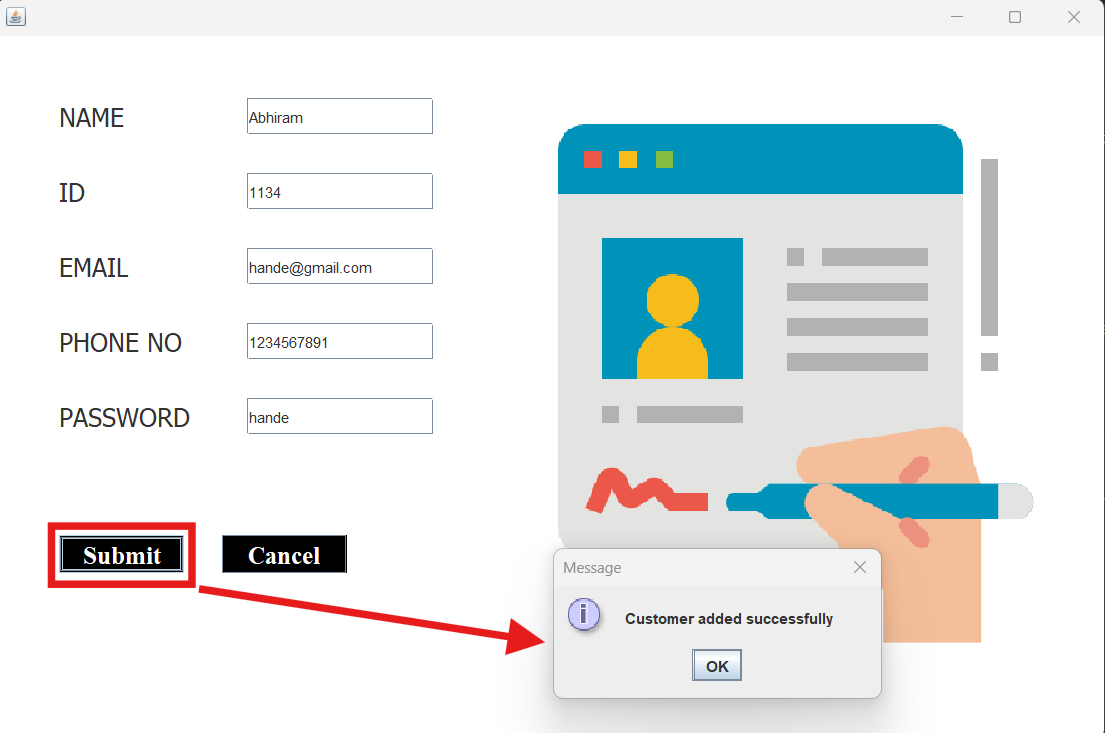 NAME
Abhiram
ID
1134
EMAIL
hande@gmail.com
PHONE NO
1234567891
PASSWORD
hande
Submit
Cancel
Message
i
Customer added successfully
OK